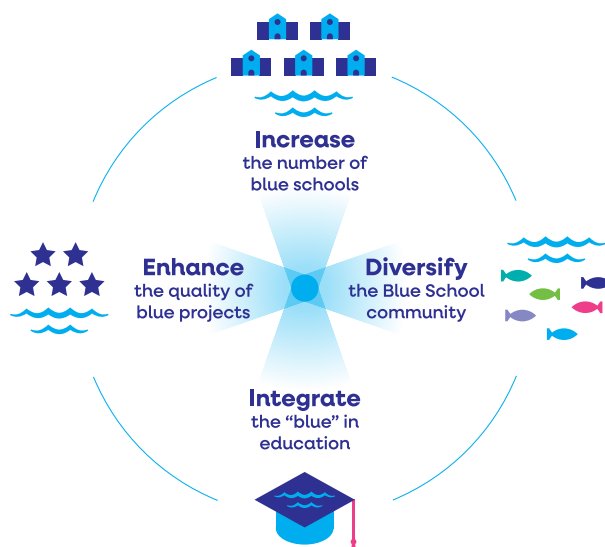 Increase
the number of
blue schools
Enhance
the quality of
blue projects
Diversify
the Blue School
community
Integrate
the “blue” in
education